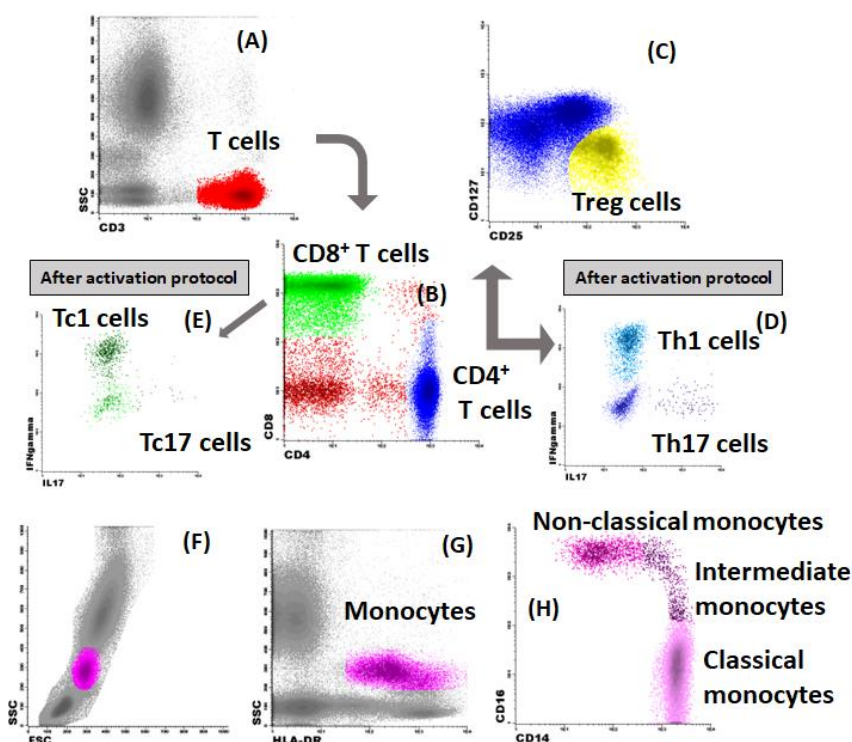 (A)
T cells
SSC
CD3
(C)
CD127
Treg cells
CD25
After activation protocol
Tc1 cells
(E)
Tc17 cells
IFNgamma
IL17
CD8+ T cells
(B)
CD4+
T cells
CD8
CD4
After activation protocol
(D)
Th1 cells
Th17 cells
IFNgamma
IL17
(F)
SSC
FSC
(G)
Monocytes
SSC
HLA-DR
Non-classical monocytes
Intermediate
monocytes
(H)
Classical
monocytes
CD16
CD14